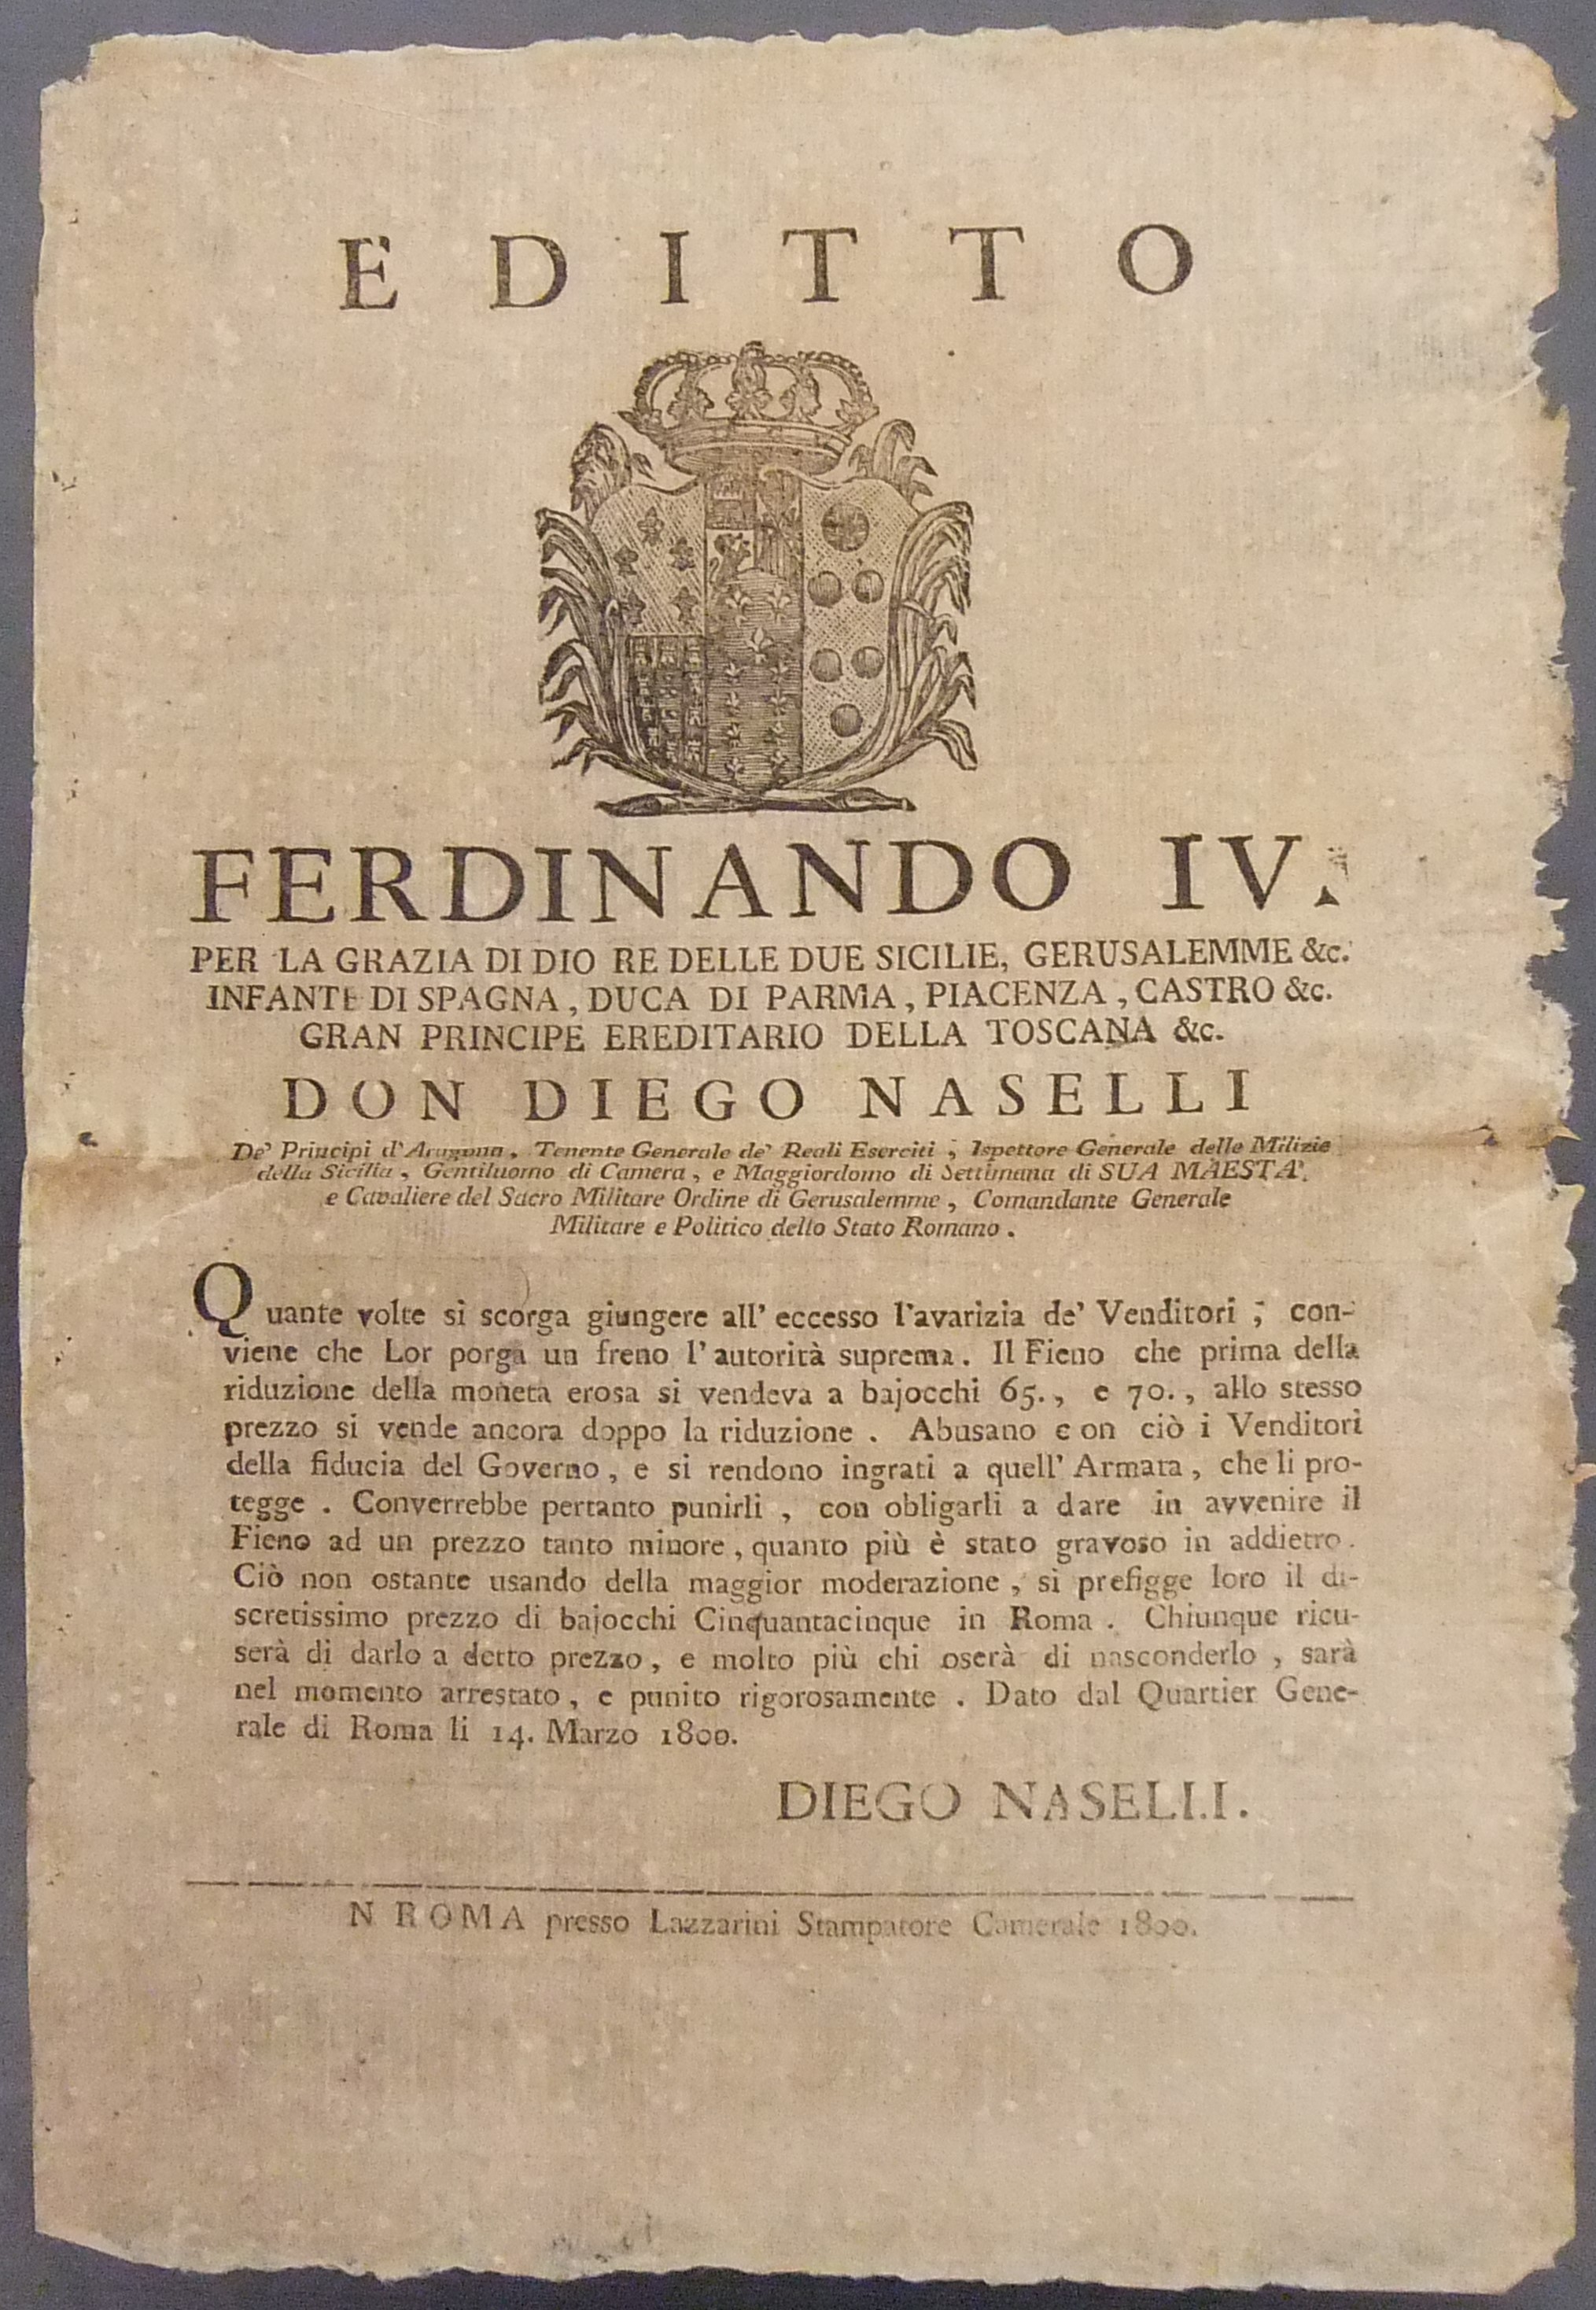 EDITTO
FERDINANDO IV.
PER LA GRAZIA DI DIO RE DELLE DUE SICILIE, GERUSALEMME &c.
INFANTE DI SPAGNA, DUCA DI PARMA, PIACENZA, CASTRO &c.
GRAN PRINCIPE EREDITARIO DELLA TOSCANA &c.
DON DIEGO NASELLI
De' Principi d'Aragona, Tenente Generale de' Reali Eserciti, Ispettore Generale delle Milizie
della Sicilia, Gentiluomo di Camera, e Maggiordomo di Settimana di SUA MAESTA',
e Cavaliere del Sacro Militare Ordine di Gerusalemme, Comandante Generale
Militare e Politico dello Stato Romano.
Quante volte si scorga giungere all' eccesso l'avarizia de' Venditori, con-
viene che Lor porga un freno l'autorità suprema. Il Fieno che prima della
riduzione della moneta erosa si vendeva a bajocchi 65., e 70., allo stesso
prezzo si vende ancora doppo la riduzione. Abusano con ciò i Venditori
della fiducia del Governo, e si rendono ingrati a quell' Armata, che li pro-
tegge. Converrebbe pertanto punirli, con obligarli a dare in avvenire il
Fieno ad un prezzo tanto minore, quanto più è stato gravoso in addietro.
Ciò non ostante usando della maggior moderazione, si prefigge loro il di-
scretissimo prezzo di bajocchi Cinquantacinque in Roma. Chiunque ricu-
serà di darlo a detto prezzo, e molto più chi oserà di nasconderlo, sarà
nel momento arrestato, e punito rigorosamente. Dato dal Quartier Gene-
rale di Roma li 14. Marzo 1800.
DIEGO NASELLI.
N ROMA presso Lazzarini Stampatore Camerale 1800.